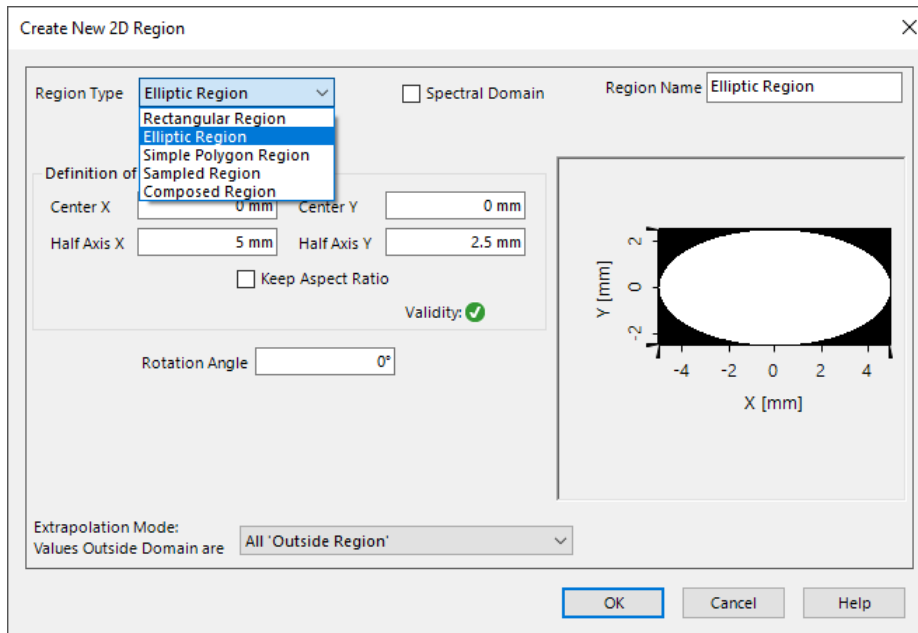 Create New 2D Region
Region Type Elliptic Region Spectral Domain Region Name Elliptic Region
Rectangular Region
Elliptic Region
Simple Polygon Region
Sampled Region
Composed Region
Definition of
Center X 0 mm Center Y 0 mm
Half Axis X 5 mm Half Axis Y 2.5 mm
Keep Aspect Ratio
Validity:
Rotation Angle 0°
Y [mm]
2
0
-2
-4 -2 0 2 4
X [mm]
Extrapolation Mode:
Values Outside Domain are All 'Outside Region'
OK Cancel Help